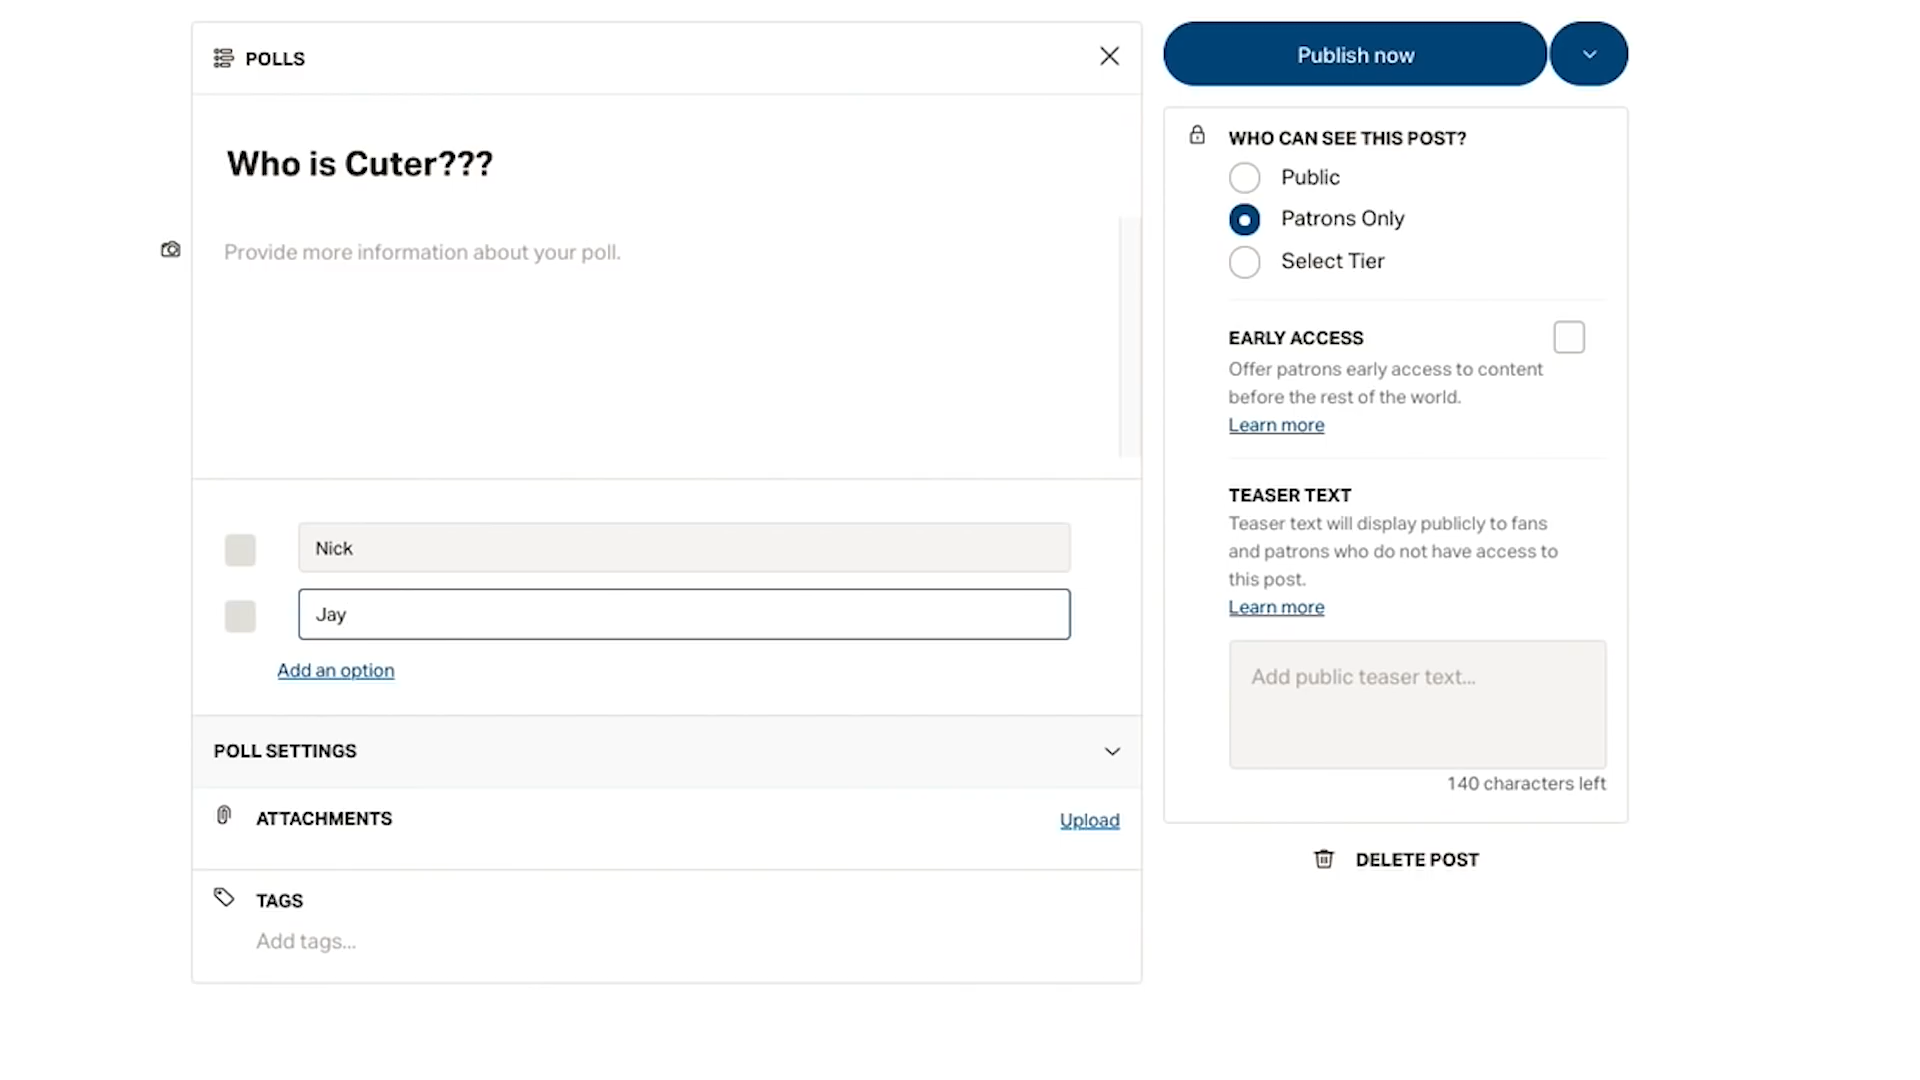 POLLS
Who is Cuter???
Provide more information about your poll.
Nick
Jay
Add an option
POLL SETTINGS
ATTACHMENTS
Upload
TAGS
Add tags...
Publish now
WHO CAN SEE THIS POST?
Public
Patrons Only
Select Tier
EARLY ACCESS
Offer patrons early access to content
before the rest of the world.
Learn more
TEASER TEXT
Teaser text will display publicly to fans
and patrons who do not have access to
this post.
Learn more
Add public teaser text...
140 characters left
DELETE POST